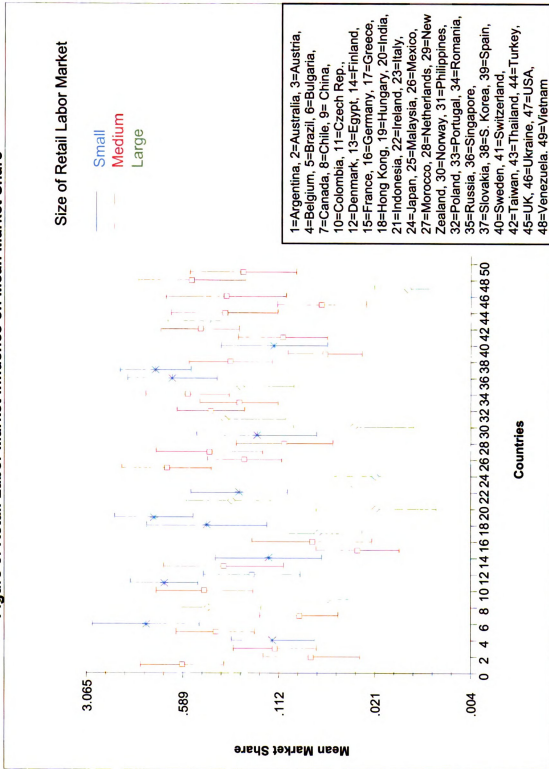 Size of Retail Labor Market
Small
Medium
Large
Mean Market Share
3.065
.589
.112
.021
.004
0 2 4 6 8 10 12 14 16 18 20 22 24 26 28 30 32 34 36 38 40 42 44 46 48 50
Countries
1=Argentina, 2=Australia, 3=Austria,
4=Belgium, 5=Brazil, 6=Bulgaria,
7=Canada, 8=Chile, 9= China,
10=Colombia, 11=Czech Rep.,
12=Denmark, 13=Egypt, 14=Finland,
15=France, 16=Germany, 17=Greece,
18=Hong Kong, 19=Hungary, 20=India,
21=Indonesia, 22=Ireland, 23=Italy,
24=Japan, 25=Malaysia, 26=Mexico,
27=Morocco, 28=Netherlands, 29=New
Zealand, 30=Norway, 31=Philippines,
32=Poland, 33=Portugal, 34=Romania,
35=Russia, 36=Singapore,
37=Slovakia, 38=S. Korea, 39=Spain,
40=Sweden, 41=Switzerland,
42=Taiwan, 43=Thailand, 44=Turkey,
45=UK, 46=Ukraine, 47=USA,
48=Venezuela, 49=Vietnam